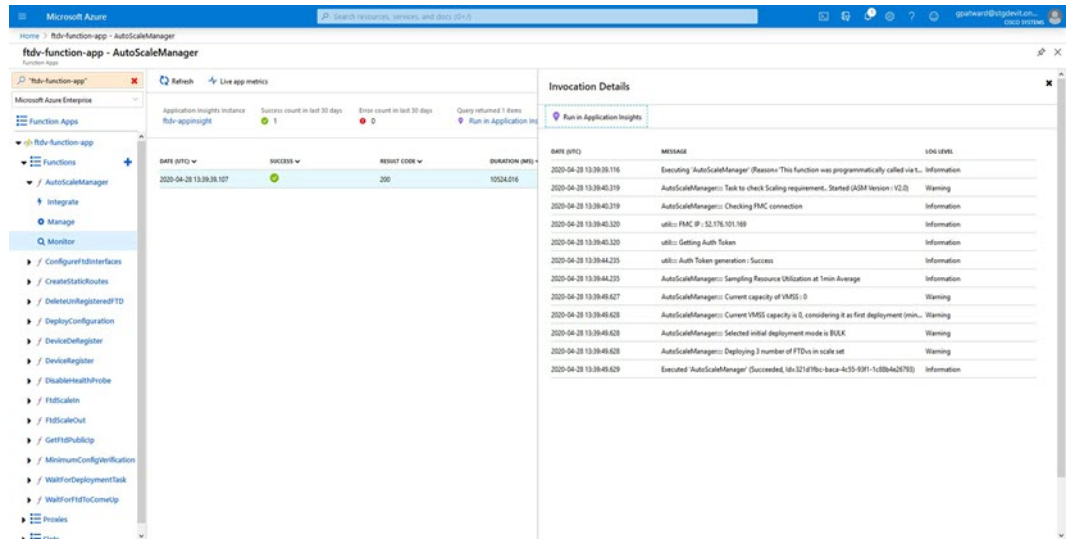 Microsoft Azure
Search resources, services, and docs (G+/)
gpatward@stgdevit.on...
CISCO SYSTEMS
Home > ftdv-function-app - AutoScaleManager
ftdv-function-app - AutoScaleManager
Function Apps
"ftdv-function-app"
Microsoft Azure Enterprise
Function Apps
ftdv-function-app
Functions
AutoScaleManager
Integrate
Manage
Monitor
ConfigureFtdInterfaces
CreateStaticRoutes
DeleteUnRegisteredFTD
DeployConfiguration
DeviceDeRegister
DeviceRegister
DisableHealthProbe
FtdScaleIn
FtdScaleOut
GetFtdPublicIp
MinimumConfigVerification
WaitForDeploymentTask
WaitForFtdToComeUp
Proxies
Slots
Refresh Live app metrics
Application Insights Instance Success count in last 30 days Error count in last 30 days Query returned 1 items
ftdv-appinsight 1 0 Run in Application Ins
DATE (UTC) SUCCESS RESULT CODE DURATION (MS)
2020-04-28 13:39:39.107 200 10524.016
Invocation Details
Run in Application Insights
DATE (UTC) MESSAGE LOG LEVEL
2020-04-28 13:39:39.116 Executing 'AutoScaleManager' (Reason='This function was programmatically called via t... Information
2020-04-28 13:39:40.319 AutoScaleManager::: Task to check Scaling requirement.. Started (ASM Version : V2.0) Warning
2020-04-28 13:39:40.319 AutoScaleManager::: Checking FMC connection Information
2020-04-28 13:39:40.320 util::: FMC IP : 52.176.101.169 Information
2020-04-28 13:39:40.320 util::: Getting Auth Token Information
2020-04-28 13:39:44.235 util::: Auth Token generation : Success Information
2020-04-28 13:39:44.235 AutoScaleManager::: Sampling Resource Utilization at 1min Average Information
2020-04-28 13:39:49.627 AutoScaleManager::: Current capacity of VMSS : 0 Warning
2020-04-28 13:39:49.628 AutoScaleManager::: Current VMSS capacity is 0, considering it as first deployment (min... Warning
2020-04-28 13:39:49.628 AutoScaleManager::: Selected initial deployment mode is BULK Warning
2020-04-28 13:39:49.628 AutoScaleManager::: Deploying 3 number of FTDvs in scale set Warning
2020-04-28 13:39:49.629 Executed 'AutoScaleManager' (Succeeded, Id=321d1fbc-baca-4c55-93f1-1c88b4e26793) Information